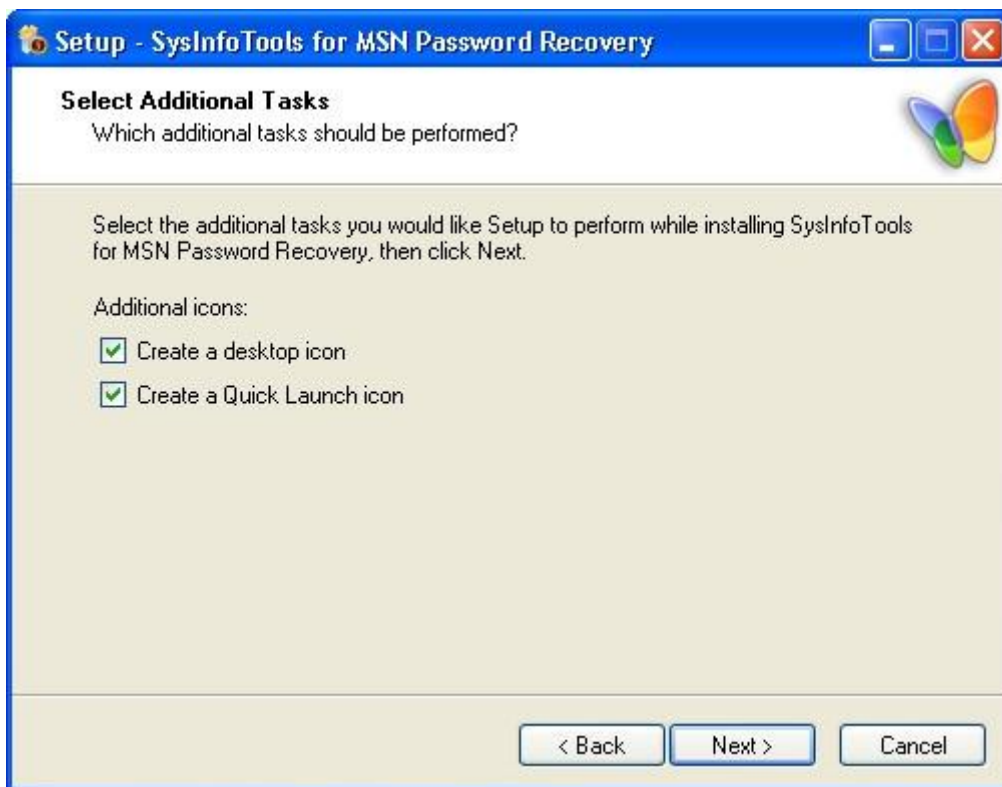 Setup - SysInfoTools for MSN Password Recovery
Select Additional Tasks
Which additional tasks should be performed?
Select the additional tasks you would like Setup to perform while installing SysInfoTools
for MSN Password Recovery, then click Next.
Additional icons:
Create a desktop icon
Create a Quick Launch icon
< Back
Next >
Cancel